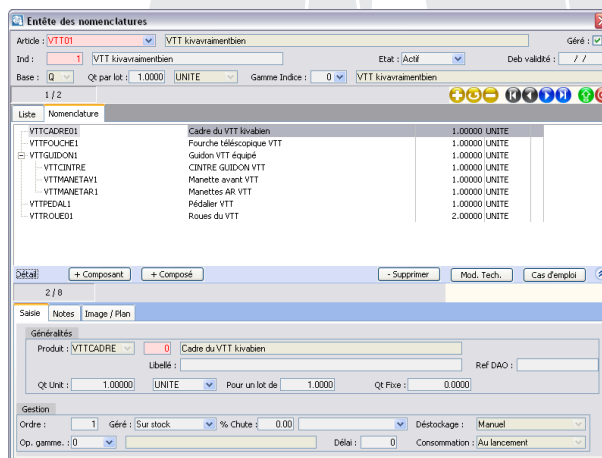 Entête des nomenclatures
Article : VTT01 VTT kivavraimentbien Géré :
Ind : 1 VTT kivavraimentbien Etat : Actif Deb validité : / /
Base : Q Qt par lot : 1.0000 UNITE Gamme Indice : 0 VTT kivavraimentbien
1 / 2
Liste Nomenclature
VTTCADRE01 Cadre du VTT kivabien 1.00000 UNITE
VTTFOUCHE1 Fourche téléscopique VTT 1.00000 UNITE
VTTGUIDON1 Guidon VTT équipé 1.00000 UNITE
VTTCINTRE CINTRE GUIDON VTT 1.00000 UNITE
VTTMANETAV1 Manette avant VTT 1.00000 UNITE
VTTMANETAR1 Manettes AR VTT 1.00000 UNITE
VTTPEDAL1 Pédalier VTT 1.00000 UNITE
VTTROUE01 Roues du VTT 2.00000 UNITE
Détail + Composant + Composé - Supprimer Mod. Tech. Cas d'emploi
2 / 8
Saisie Notes Image / Plan
Généralités
Produit : VTTCADRE 0 Cadre du VTT kivabien
Libellé : Ref DAO :
Qt Unit : 1.00000 UNITE Pour un lot de 1.0000 Qt Fixe : 0.0000
Gestion
Ordre : 1 Géré : Sur stock % Chute : 0.00 Déstockage : Manuel
Op. gamme. : 0 Délai : 0 Consommation : Au lancement